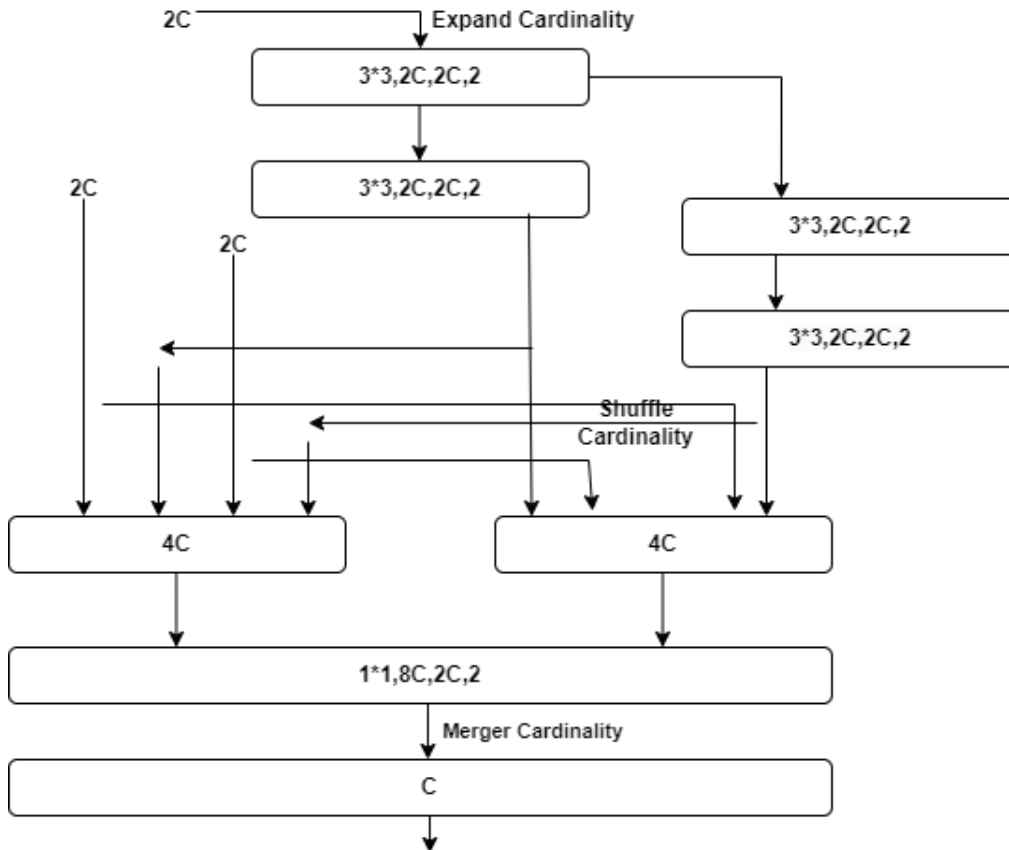 2C
Expand Cardinality
3*3,2C,2C,2
3*3,2C,2C,2
2C
3*3,2C,2C,2
2C
3*3,2C,2C,2
Shuffle
Cardinality
4C
4C
1*1,8C,2C,2
Merger Cardinality
C